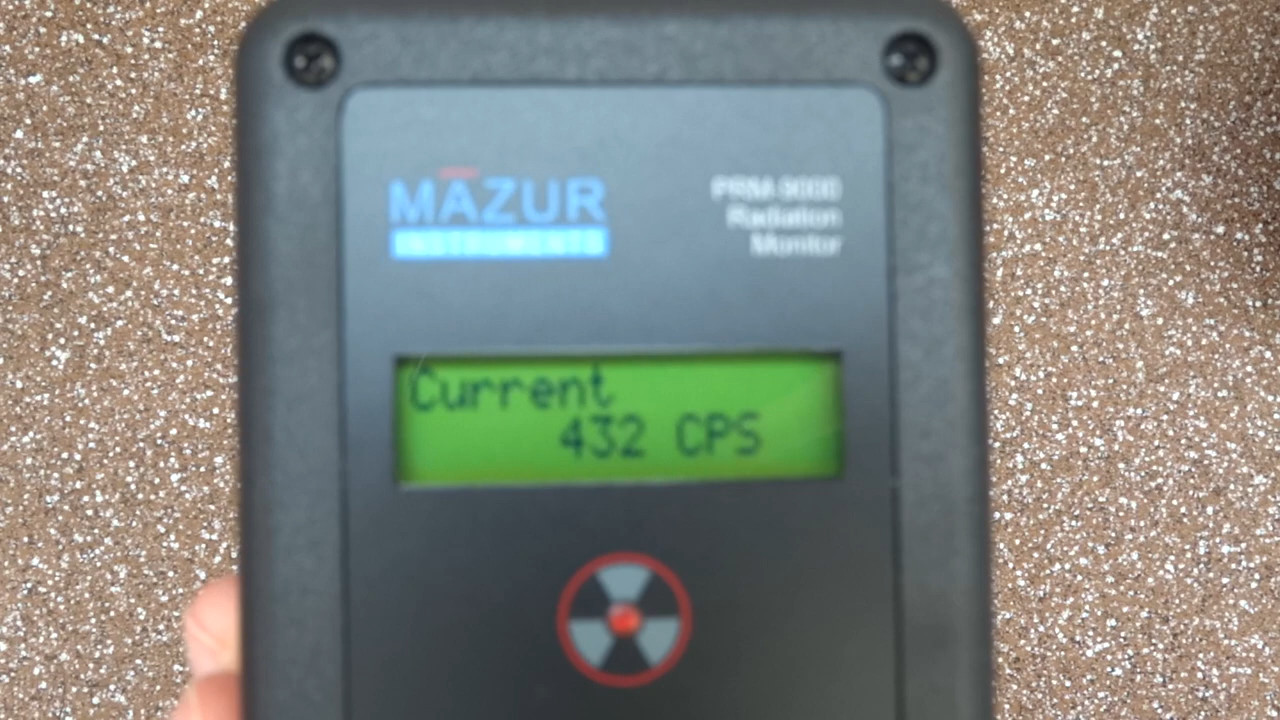 MAZUR
INSTRUMENTS
PRM 9000
Radiation
Monitor
Current
432 CPS